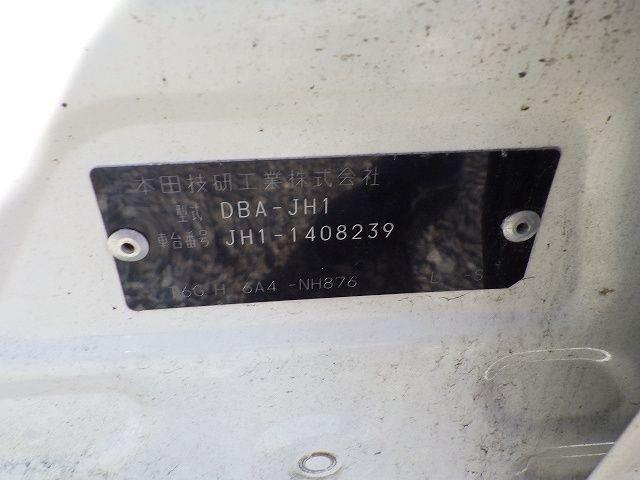 本田技研工業株式会社
型式 DBA-JH1
車台番号 JH1-1408239
T6G H 6A4 -NH876 L -S